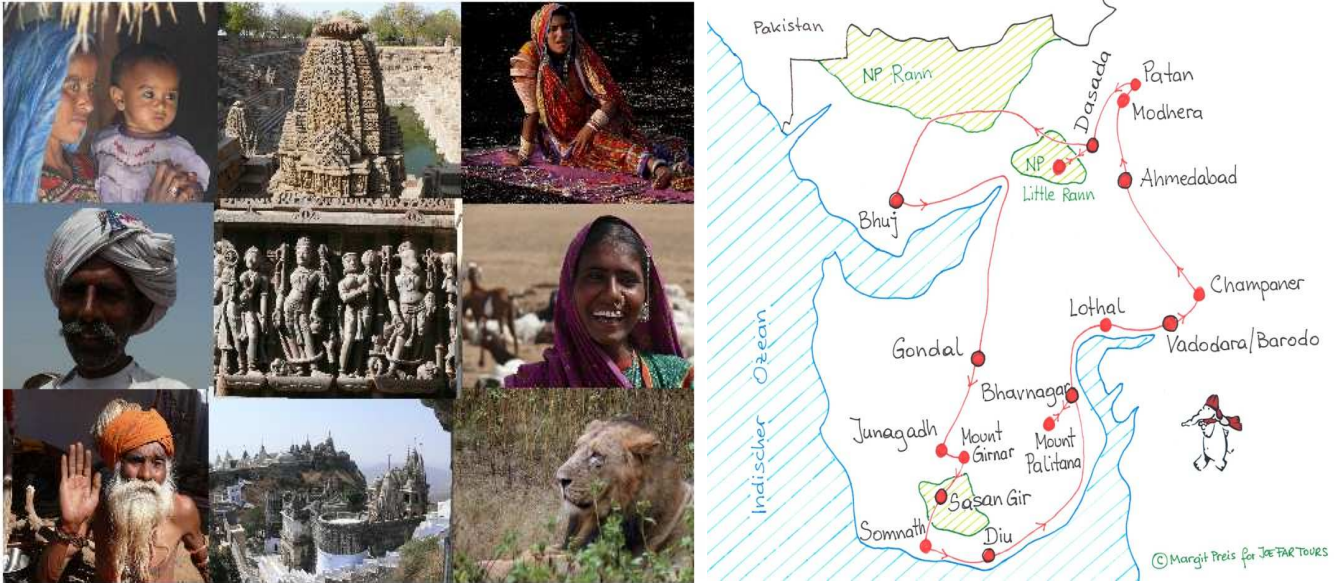 Pakistan
NP Rann
Dasada
Patan
Modhera
NP
Little Rann
Ahmedabad
Bhuj
Champaner
Lothal
Vadodara/Barodo
Gondal
Bhavnagar
Indischer Ozean
Junagadh
Mount
Girnar
Mount
Palitana
Sasan Gir
Somnath
Diu
© Margit Preis for JOE FAR TOURS